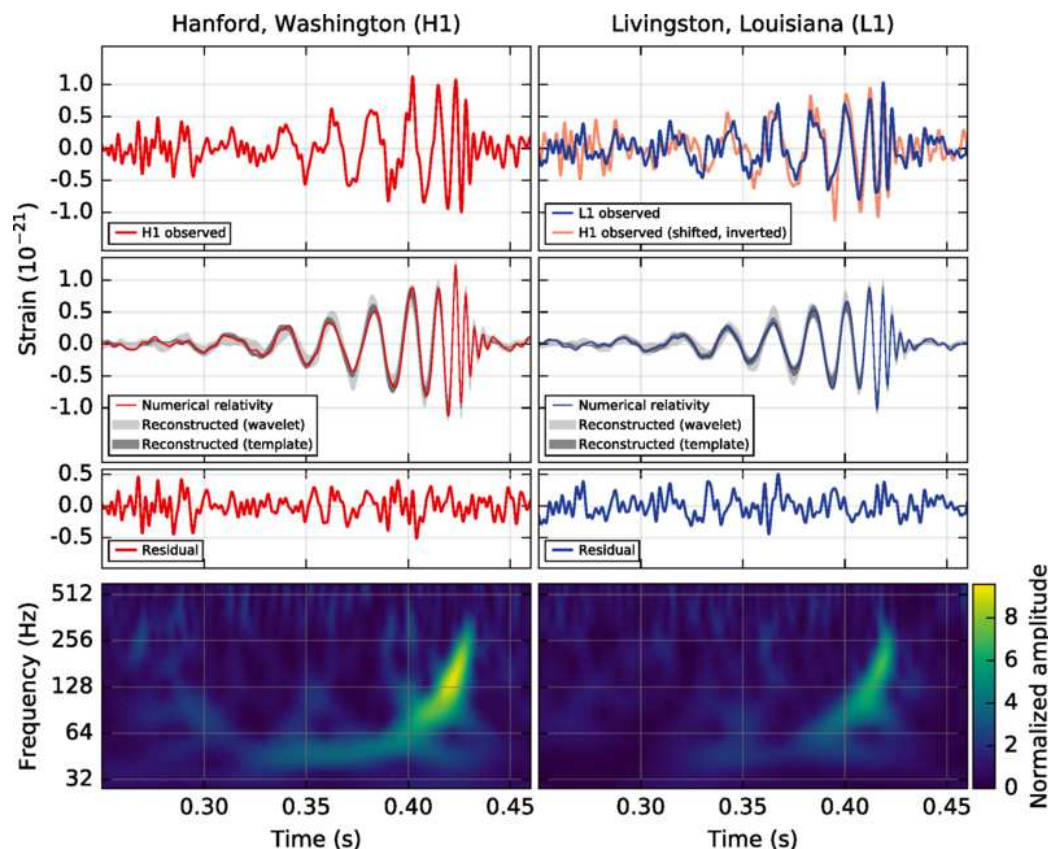 Hanford, Washington (H1)
Livingston, Louisiana (L1)
Strain (10⁻²¹)
1.0
0.5
0.0
-0.5
-1.0
H1 observed
L1 observed
H1 observed (shifted, inverted)
1.0
0.5
0.0
-0.5
-1.0
Numerical relativity
Reconstructed (wavelet)
Reconstructed (template)
Numerical relativity
Reconstructed (wavelet)
Reconstructed (template)
0.5
0.0
-0.5
Residual
Residual
Frequency (Hz)
512
256
128
64
32
Normalized amplitude
8
6
4
2
0
0.30
0.35
0.40
0.45
0.30
0.35
0.40
0.45
Time (s)
Time (s)